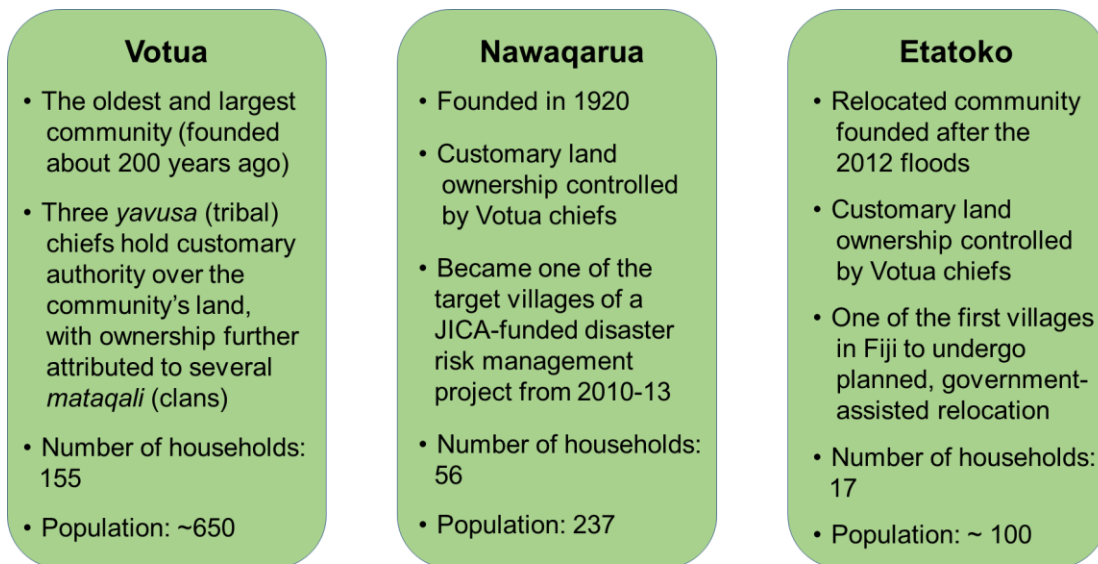 Votua
• The oldest and largest
community (founded
about 200 years ago)
• Three yavusa (tribal)
chiefs hold customary
authority over the
community's land,
with ownership further
attributed to several
mataqali (clans)
• Number of households:
155
• Population: ~650
Nawaqarua
• Founded in 1920
• Customary land
ownership controlled
by Votua chiefs
• Became one of the
target villages of a
JICA-funded disaster
risk management
project from 2010-13
• Number of households:
56
• Population: 237
Etatoko
• Relocated community
founded after the
2012 floods
• Customary land
ownership controlled
by Votua chiefs
• One of the first villages
in Fiji to undergo
planned, government-
assisted relocation
• Number of households:
17
• Population: ~ 100